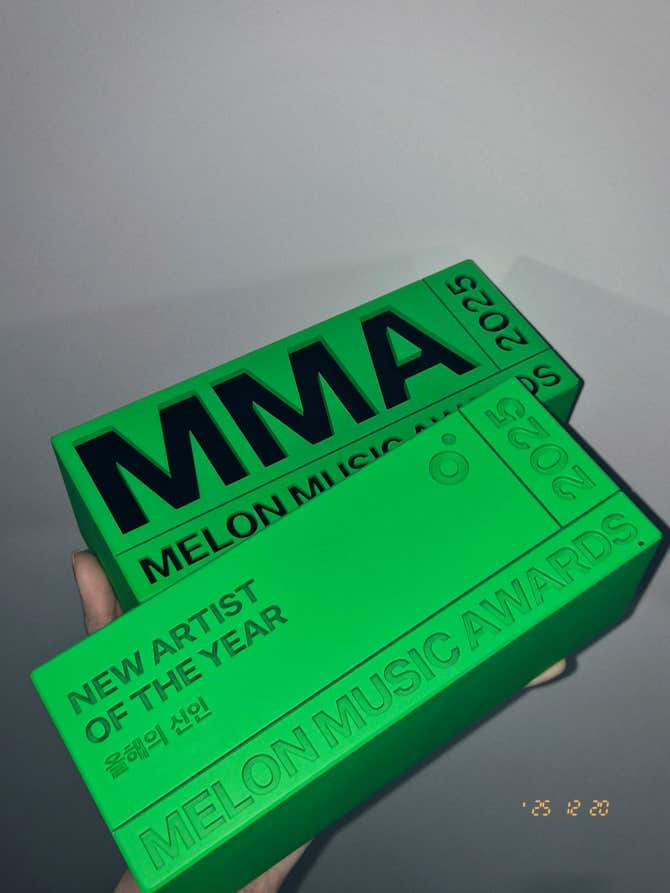 MMA
2025
MELON MUSIC AWARDS
2025
NEW ARTIST
OF THE YEAR
올해의 신인
MELON MUSIC AWARDS
'25 12 20